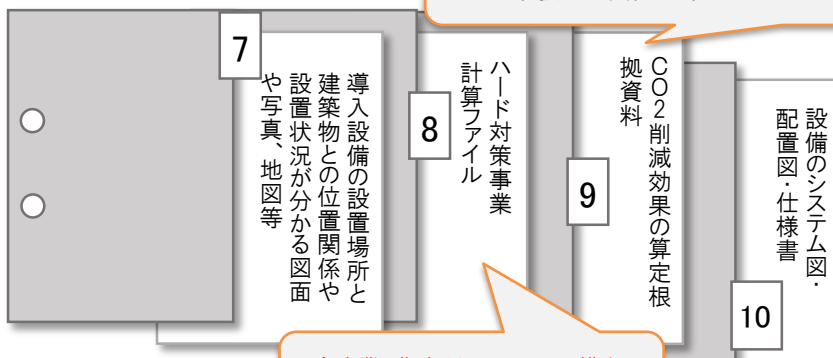 7
導入設備の設置場所と
建築物との位置関係や
設置状況が分かる図面
や写真、地図等
8
ハード対策事業
計算ファイル
9
CO2削減効果の算定根
拠資料
10
設備のシステム図・
配置図・仕様書